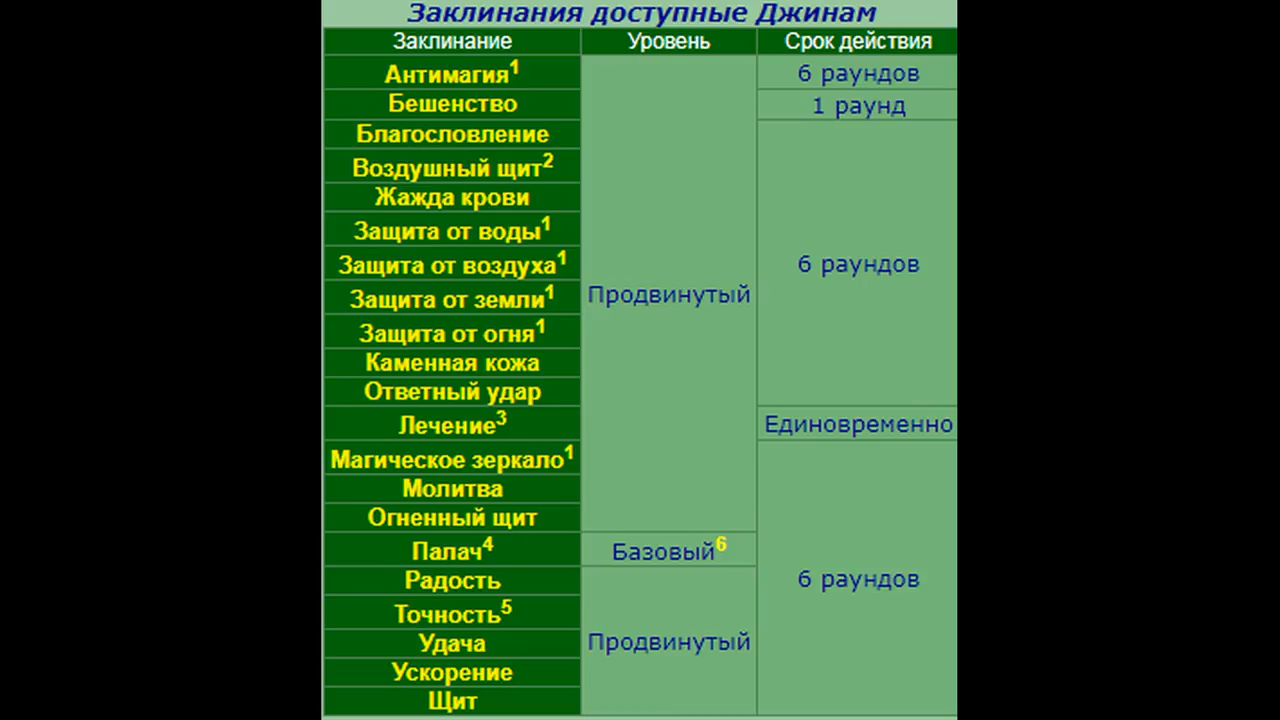 Заклинания доступные Джинам
Заклинание Уровень Срок действия
Антимагия1 6 раундов
Бешенство 1 раунд
Благословление
Воздушный щит2
Жажда крови
Защита от воды1
Защита от воздуха1 6 раундов
Защита от земли1 Продвинутый
Защита от огня1
Каменная кожа
Ответный удар
Лечение3 Единовременно
Магическое зеркало1
Молитва
Огненный щит
Палач4 Базовый6
Радость 6 раундов
Точность5
Удача Продвинутый
Ускорение
Щит